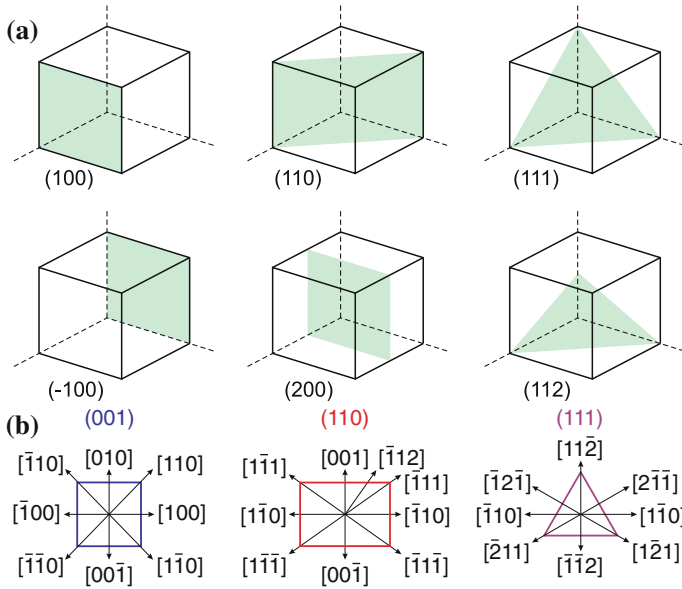 (a)
(100) (110) (111)
(-100) (200) (112)
(b) (001) (110) (111)
[1̄10] [010] [110]
[1̄00] [100]
[1̄1̄0] [001̄] [11̄0]
[11̄1] [001] [1̄12]
[1̄11]
[11̄0] [1̄10]
[11̄1̄] [001̄] [1̄11̄]
[112̄]
[1̄21̄] [21̄1̄]
[1̄10] [11̄0]
[2̄11] [1̄1̄2] [12̄1]